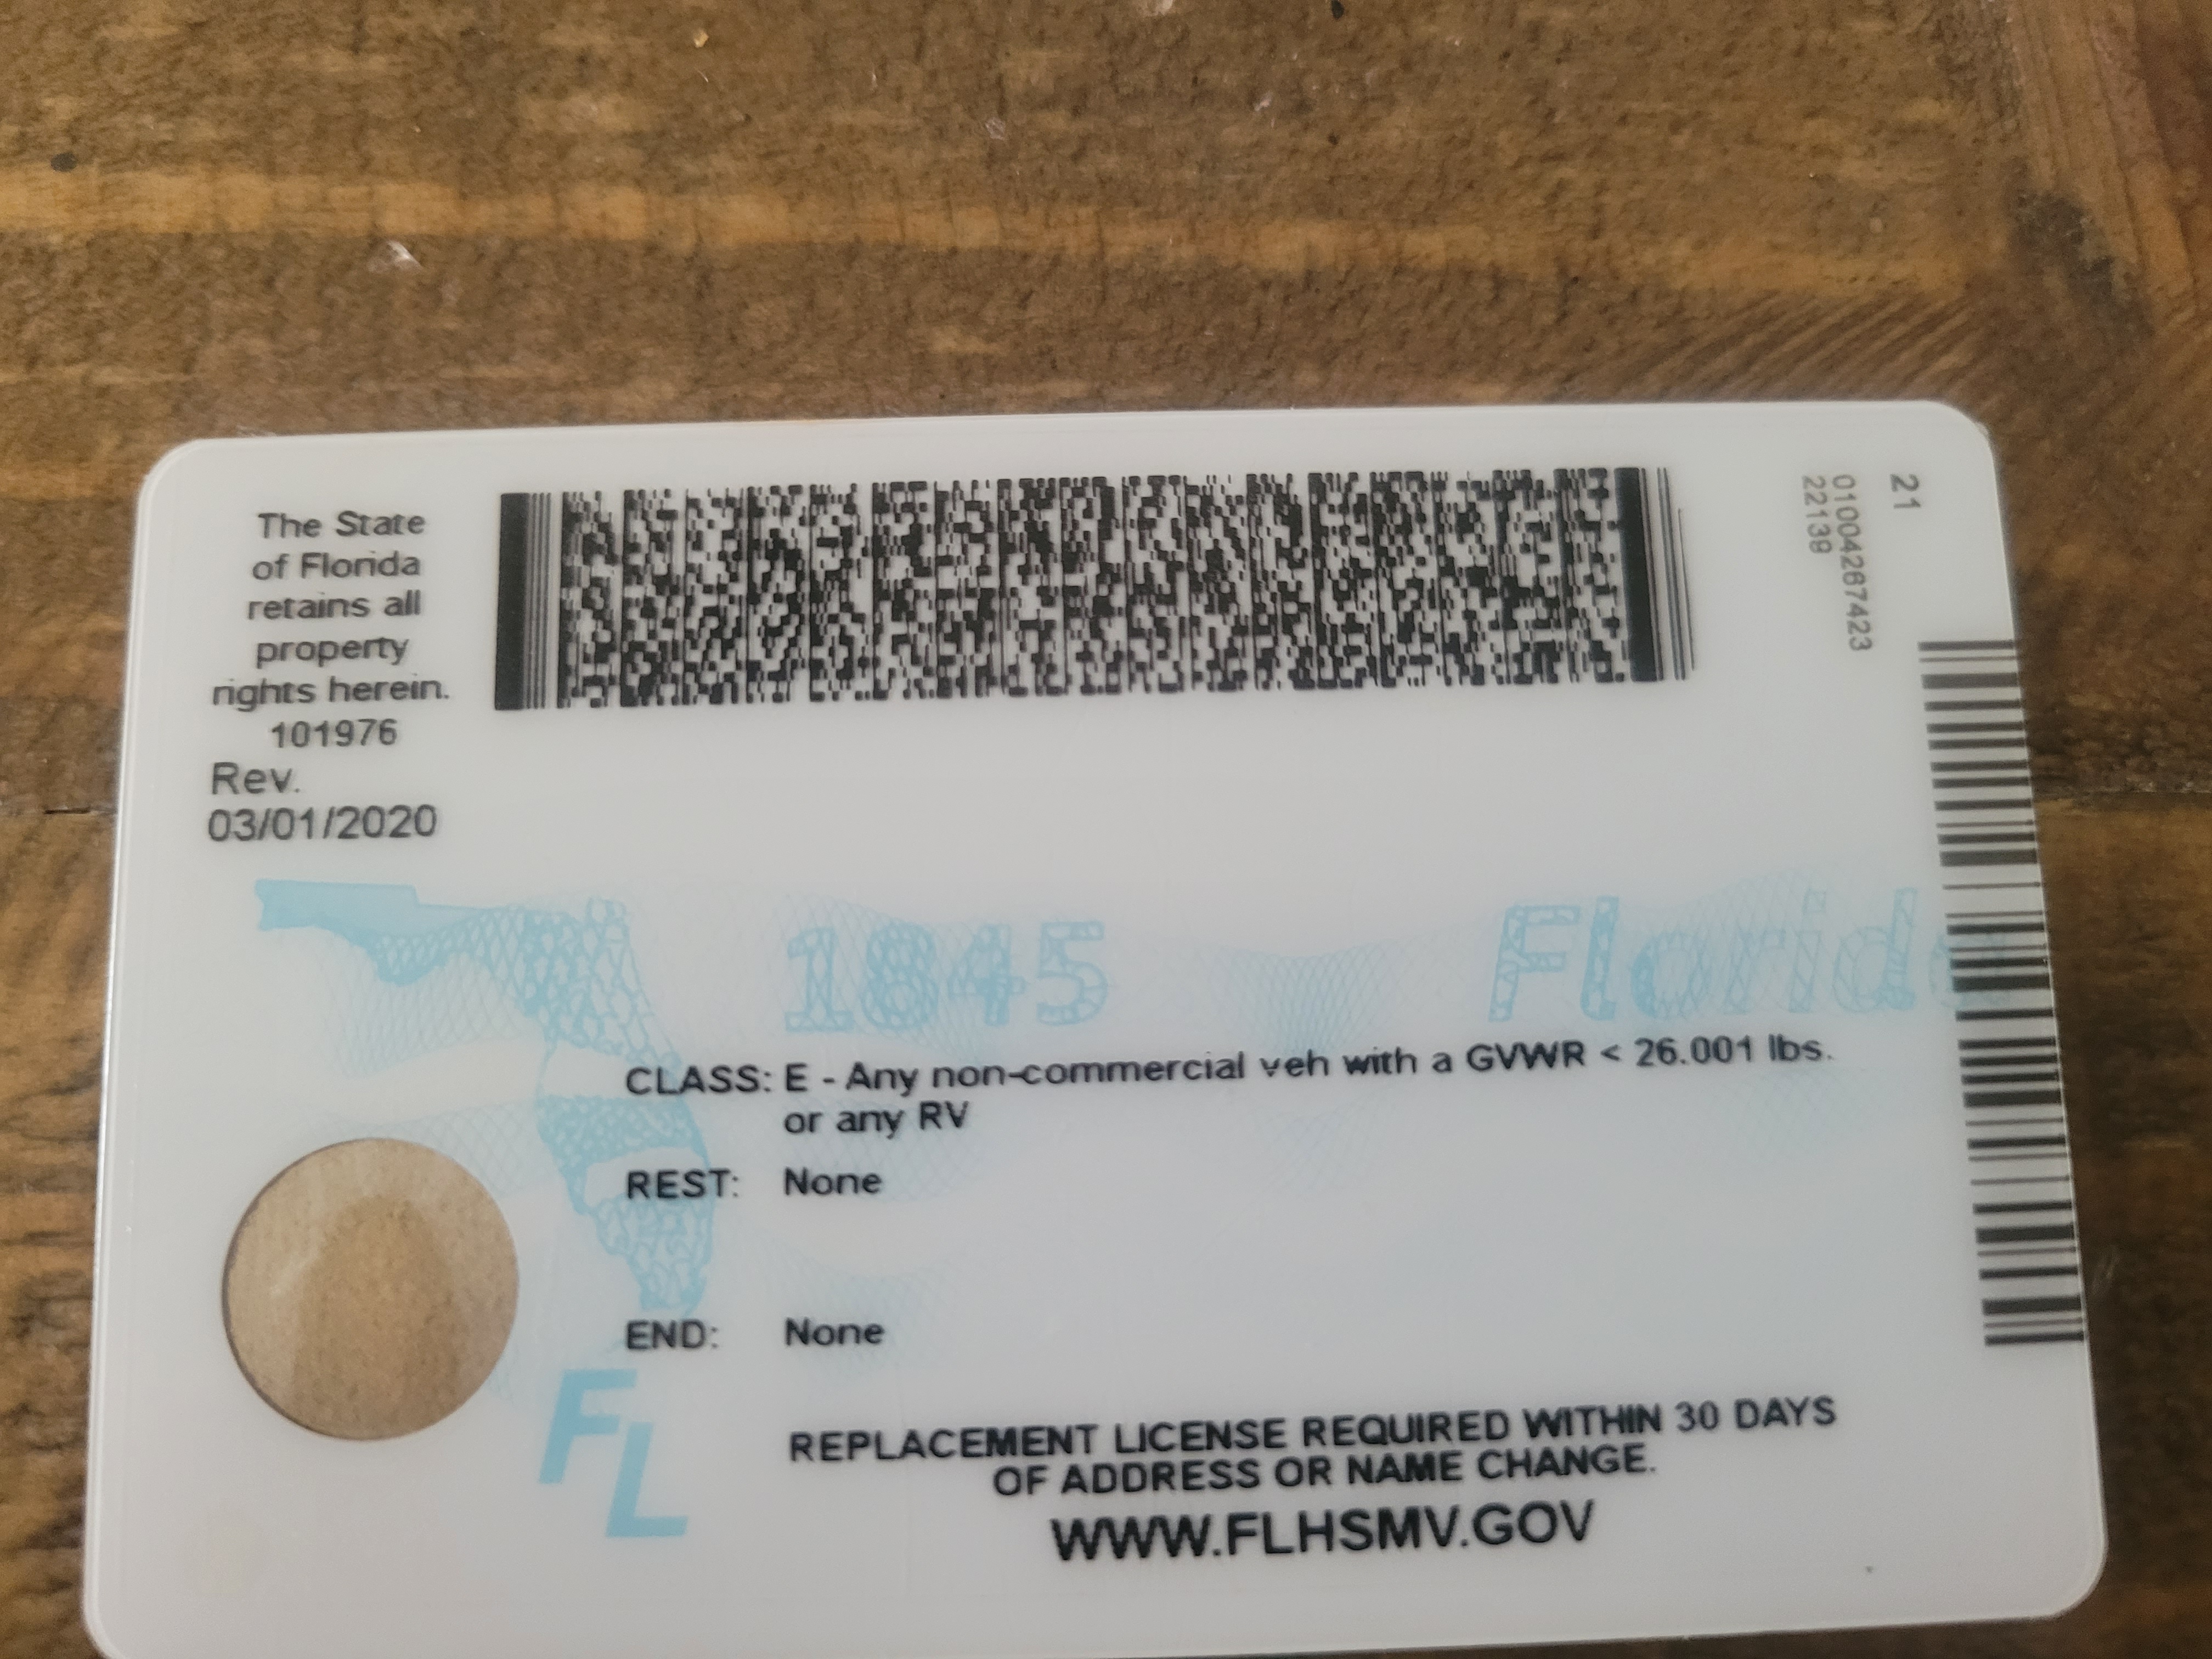 The State
of Florida
retains all
property
rights herein.
101976
Rev.
03/01/2020
22139
01004287423
21
1845
Florida
CLASS: E - Any non-commercial veh with a GVWR < 26.001 lbs.
or any RV
REST: None
END: None
FL
REPLACEMENT LICENSE REQUIRED WITHIN 30 DAYS
OF ADDRESS OR NAME CHANGE.
WWW.FLHSMV.GOV